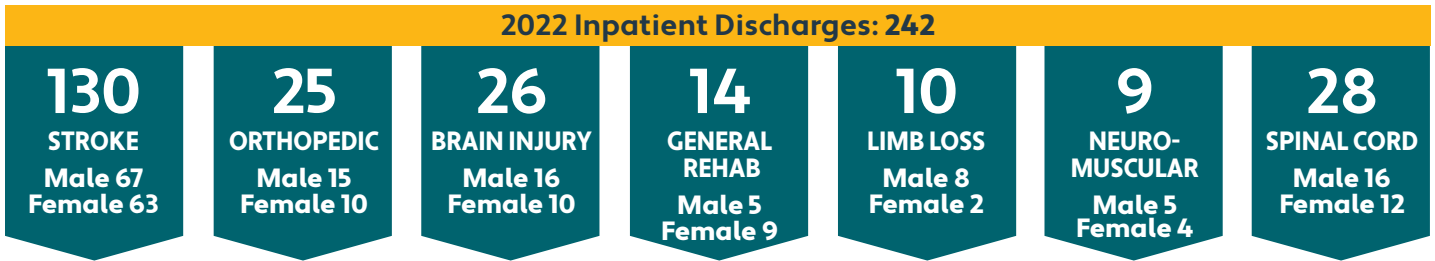 2022 Inpatient Discharges: 242
130
STROKE
Male 67
Female 63
25
ORTHOPEDIC
Male 15
Female 10
26
BRAIN INJURY
Male 16
Female 10
14
GENERAL
REHAB
Male 5
Female 9
10
LIMB LOSS
Male 8
Female 2
9
NEURO-
MUSCULAR
Male 5
Female 4
28
SPINAL CORD
Male 16
Female 12